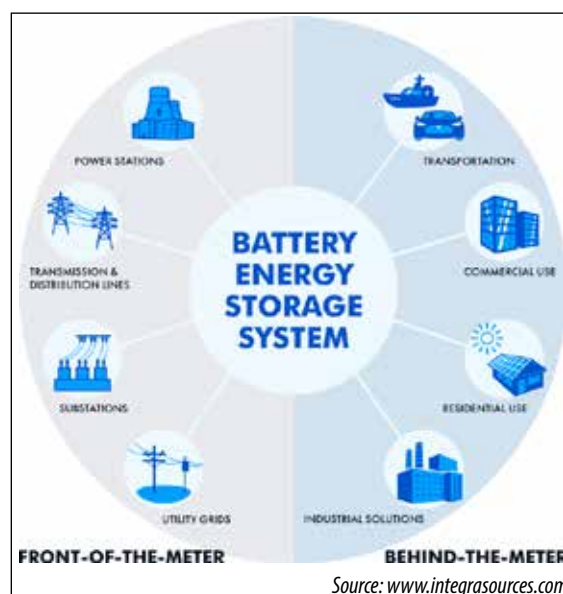 POWER STATIONS
TRANSMISSION &
DISTRIBUTION LINES
SUBSTATIONS
UTILITY GRIDS
BATTERY
ENERGY
STORAGE
SYSTEM
TRANSPORTATION
COMMERCIAL USE
RESIDENTIAL USE
INDUSTRIAL SOLUTIONS
FRONT-OF-THE-METER
BEHIND-THE-METER
Source: www.integrasources.com